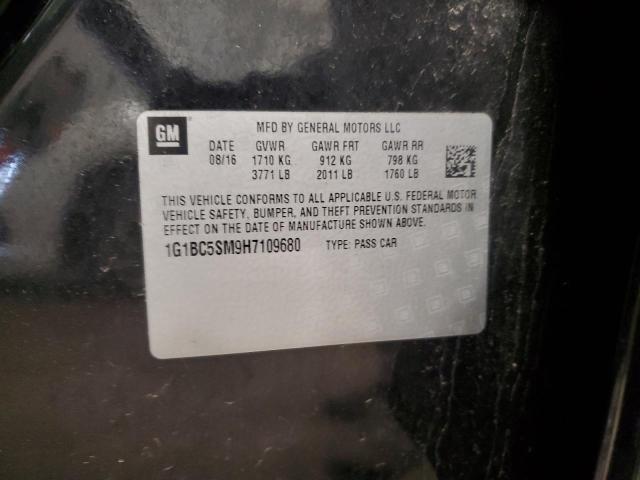 GM
MFD BY GENERAL MOTORS LLC
DATE GVWR GAWR FRT GAWR RR
08/16 1710 KG 912 KG 798 KG
3771 LB 2011 LB 1760 LB
THIS VEHICLE CONFORMS TO ALL APPLICABLE U.S. FEDERAL MOTOR
VEHICLE SAFETY, BUMPER, AND THEFT PREVENTION STANDARDS IN
EFFECT ON THE DATE OF MANUFACTURE SHOWN ABOVE.
1G1BC5SM9H7109680 TYPE: PASS CAR